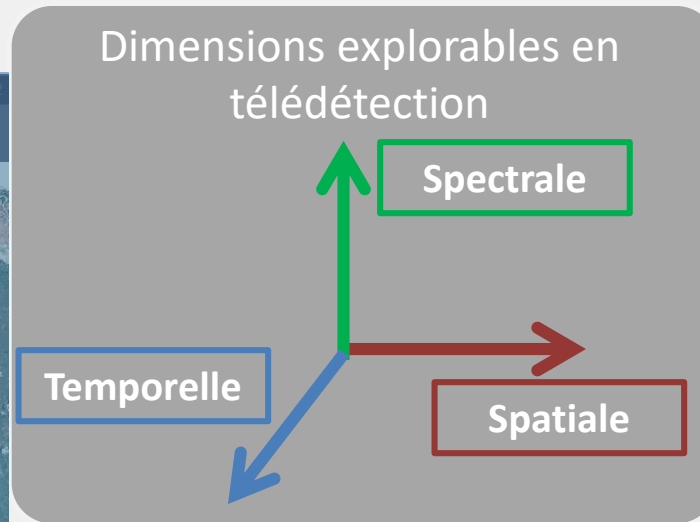 Dimensions explorables en
télédétection
Spectrale
Temporelle
Spatiale